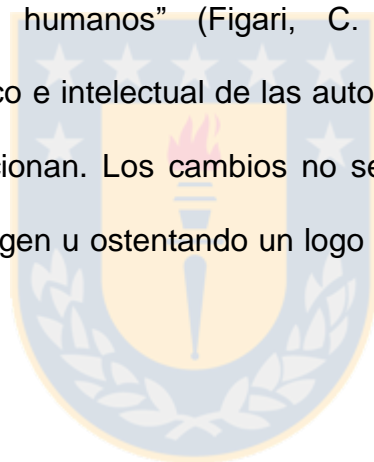 humanos” (Figari, C.
co e intelectual de las auto
cionan. Los cambios no se
gen u ostentando un logo